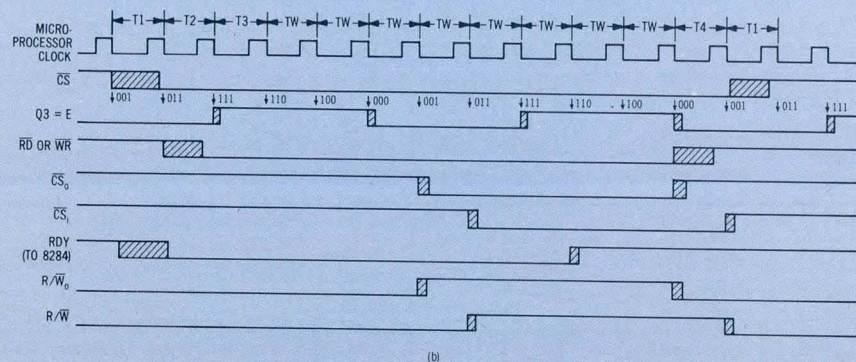 T1 T2 T3 TW TW TW TW TW TW TW TW T4 T1
MICRO-
PROCESSOR
CLOCK
CS
001 011 111 110 100 000 001 011 111 110 100 000 001 011 111
Q3 = E
RD OR WR
CS₀
CS₁
RDY
(TO 8284)
R/W₀
R/W
(b)